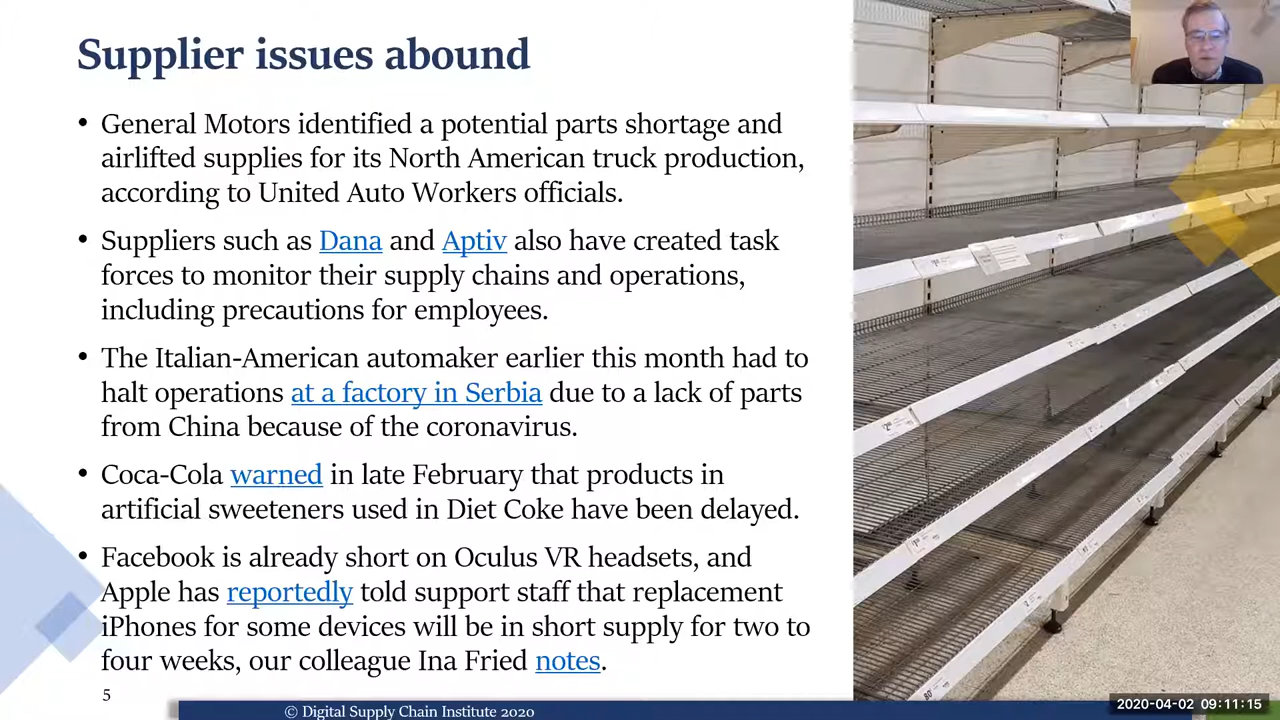 Supplier issues abound
• General Motors identified a potential parts shortage and
airlifted supplies for its North American truck production,
according to United Auto Workers officials.
• Suppliers such as Dana and Aptiv also have created task
forces to monitor their supply chains and operations,
including precautions for employees.
• The Italian-American automaker earlier this month had to
halt operations at a factory in Serbia due to a lack of parts
from China because of the coronavirus.
• Coca-Cola warned in late February that products in
artificial sweeteners used in Diet Coke have been delayed.
• Facebook is already short on Oculus VR headsets, and
Apple has reportedly told support staff that replacement
iPhones for some devices will be in short supply for two to
four weeks, our colleague Ina Fried notes.
5
© Digital Supply Chain Institute 2020
2020-04-02 09:11:15